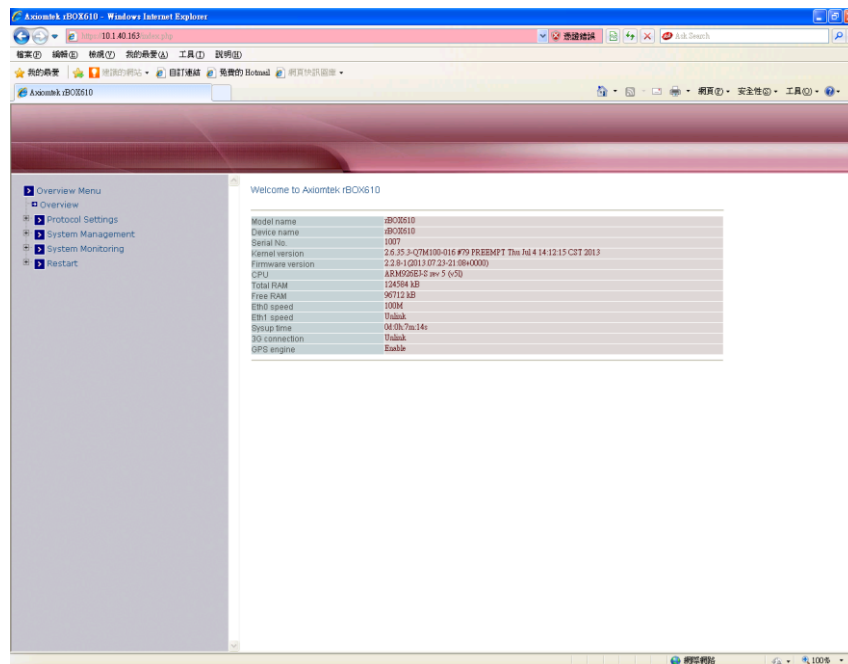 Axiomtek rBOX610 - Windows Internet Explorer
https://10.1.40.163/index.php
憑證錯誤
Ask Search
檔案(F) 編輯(E) 檢視(V) 我的最愛(A) 工具(T) 說明(H)
我的最愛 建議的網站 自訂連結 免費的 Hotmail 網頁快訊圖庫
Axiomtek rBOX610
網頁(P) 安全性(S) 工具(O)
Overview Menu
Overview
Protocol Settings
System Management
System Monitoring
Restart
Welcome to Axiomtek rBOX610
Model name rBOX610
Device name rBOX610
Serial No. 1007
Kernel version 2.6.35.3-Q7M100-016 #79 PREEMPT Thu Jul 4 14:12:15 CST 2013
Firmware version 2.2.8-1(2013.07.23-21:08+0000)
CPU ARM926EJ-S rev 5 (v5l)
Total RAM 124584 kB
Free RAM 96712 kB
Eth0 speed 100M
Eth1 speed Unlink
Sysup time 0d:0h:7m:14s
3G connection Unlink
GPS engine Enable
網際網路
100%